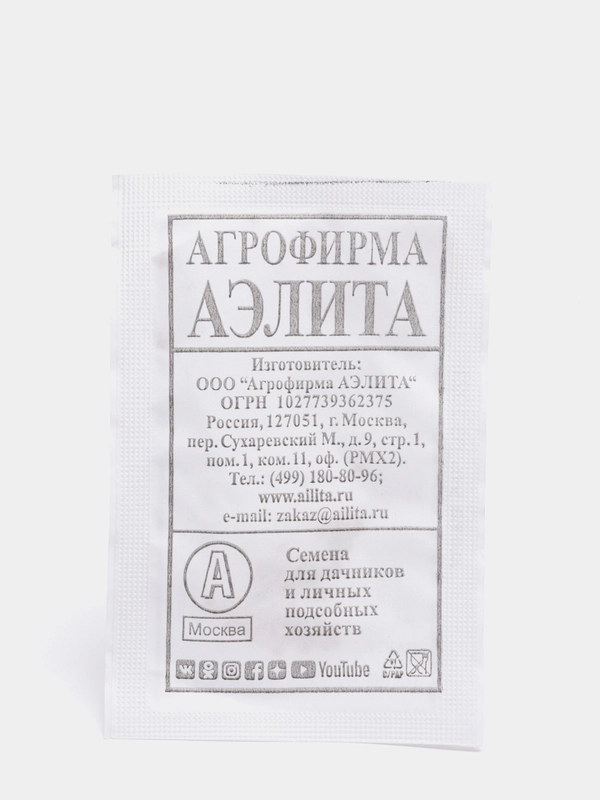 АГРОФИРМА
АЭЛИТА
Изготовитель:
ООО "Агрофирма АЭЛИТА“
ОГРН 1027739362375
Россия, 127051, г. Москва,
пер. Сухаревский М., д. 9, стр. 1,
пом. 1, ком. 11, оф. (РМХ2).
Тел.: (499) 180-80-96;
www.ailita.ru
e-mail: zakaz@ailita.ru
А
Москва
Семена
для дачников
и личных
подсобных
хозяйств
YouTube
C/PAP